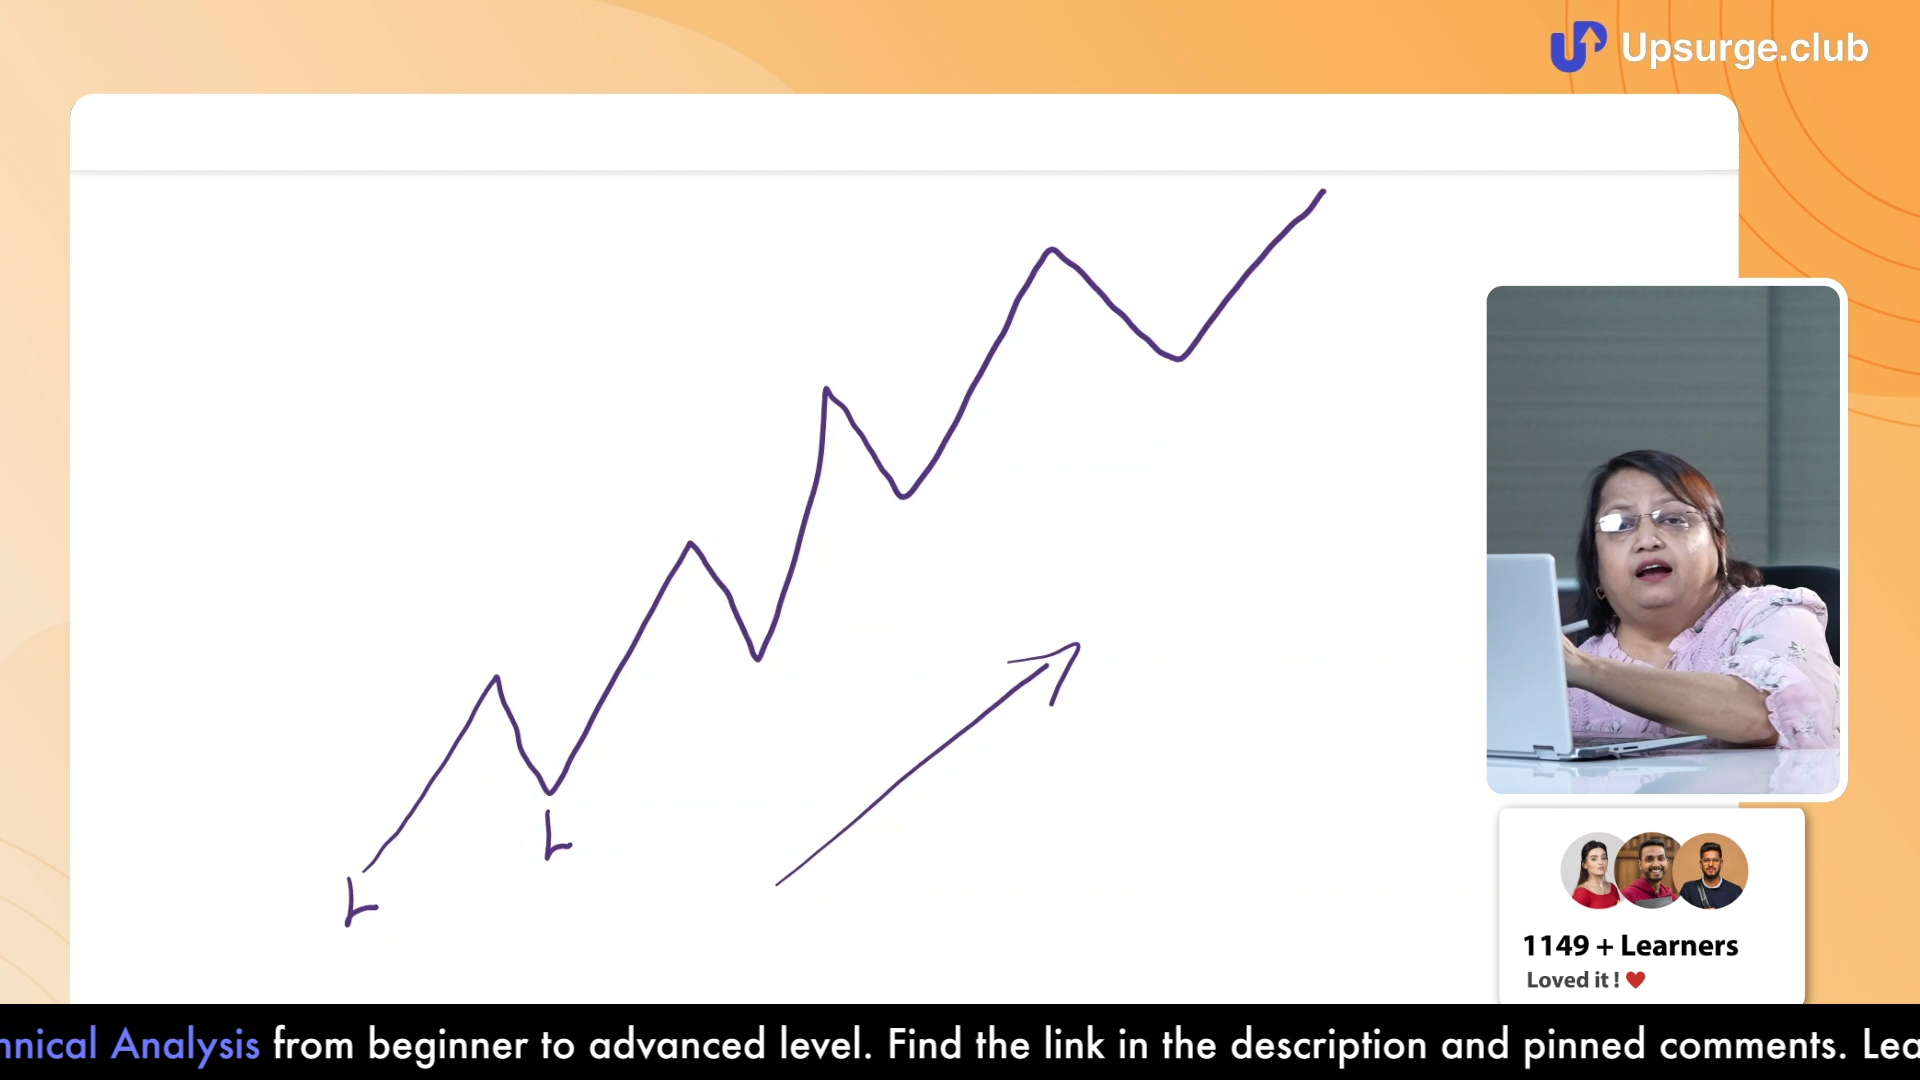 Upsurge.club
L
L
1149 + Learners
Loved it ! ❤
hnical Analysis from beginner to advanced level. Find the link in the description and pinned comments. Lea